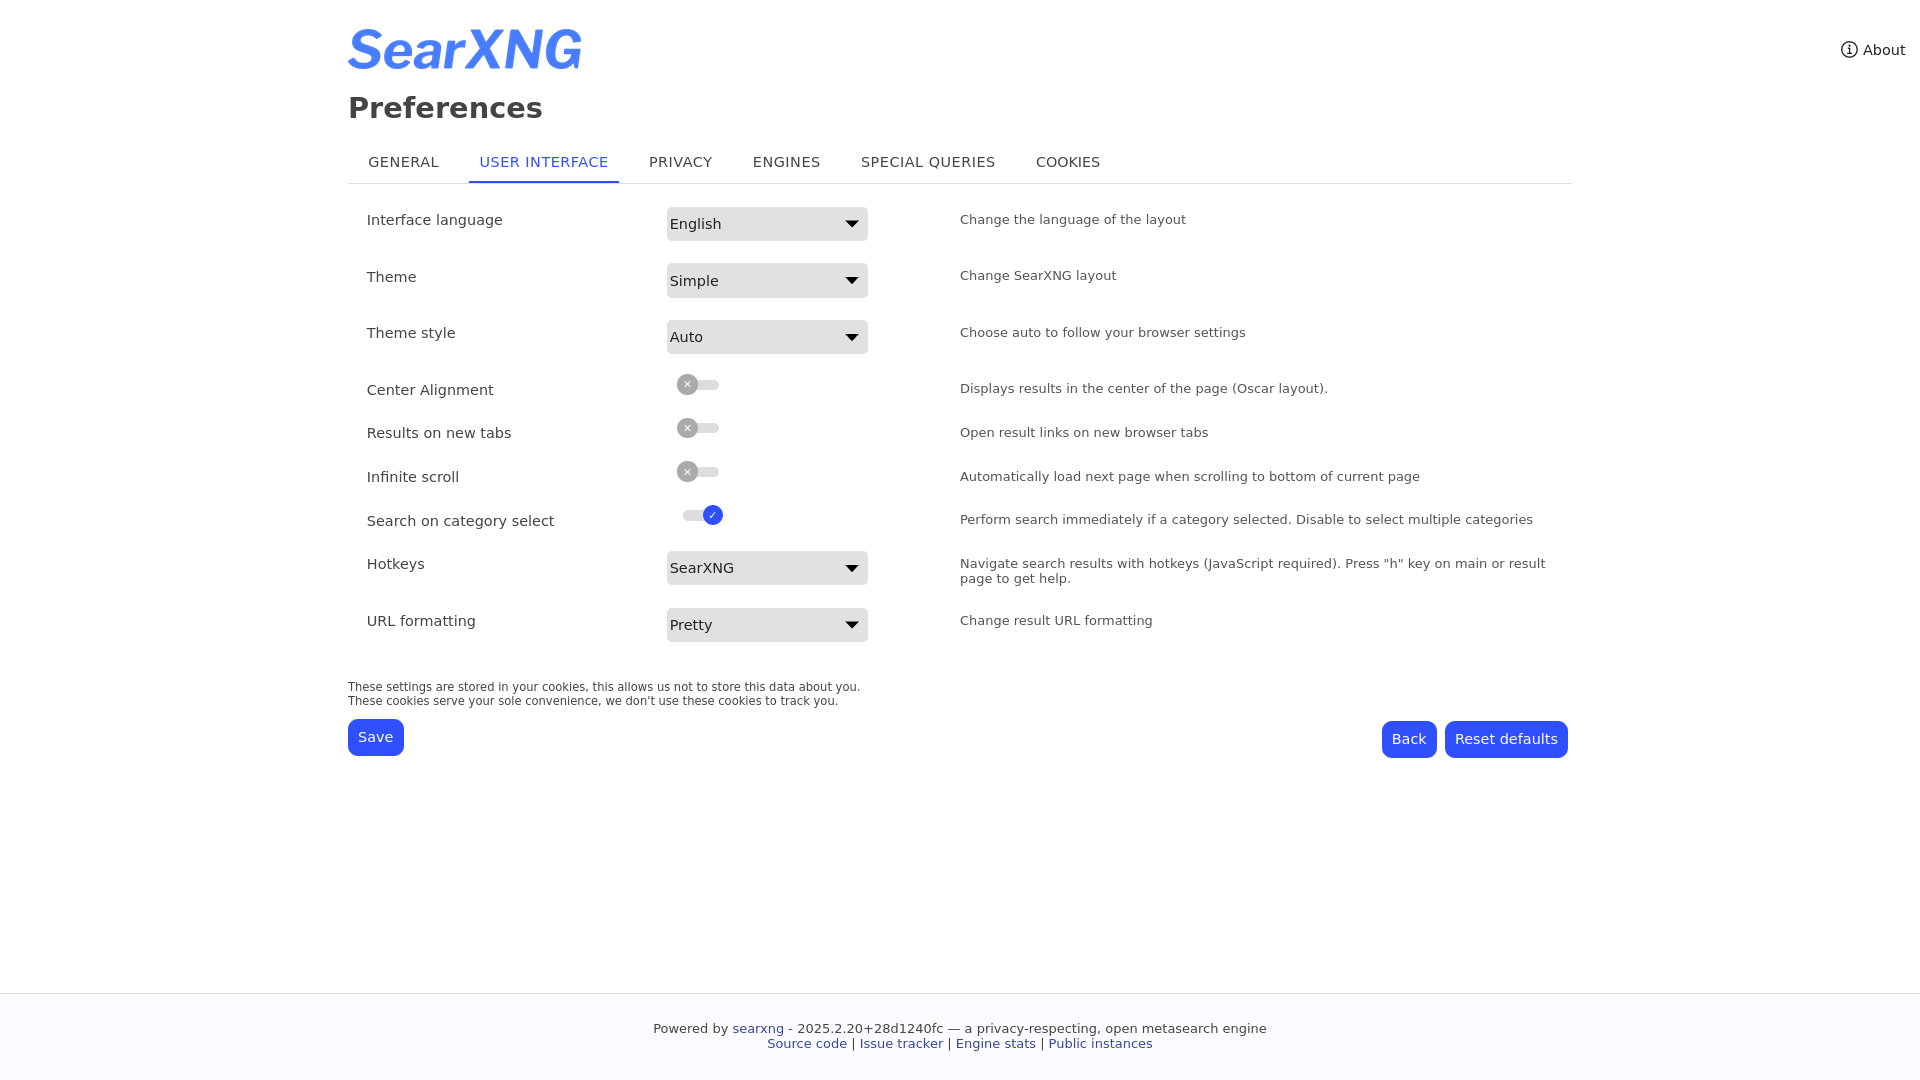 SearXNG
About
Preferences
GENERAL
USER INTERFACE
PRIVACY
ENGINES
SPECIAL QUERIES
COOKIES
Interface language
English
Change the language of the layout
Theme
Simple
Change SearXNG layout
Theme style
Auto
Choose auto to follow your browser settings
Center Alignment
Displays results in the center of the page (Oscar layout).
Results on new tabs
Open result links on new browser tabs
Infinite scroll
Automatically load next page when scrolling to bottom of current page
Search on category select
Perform search immediately if a category selected. Disable to select multiple categories
Hotkeys
SearXNG
Navigate search results with hotkeys (JavaScript required). Press "h" key on main or result
page to get help.
URL formatting
Pretty
Change result URL formatting
These settings are stored in your cookies, this allows us not to store this data about you.
These cookies serve your sole convenience, we don't use these cookies to track you.
Save
Back
Reset defaults
Powered by searxng - 2025.2.20+28d1240fc — a privacy-respecting, open metasearch engine
Source code | Issue tracker | Engine stats | Public instances